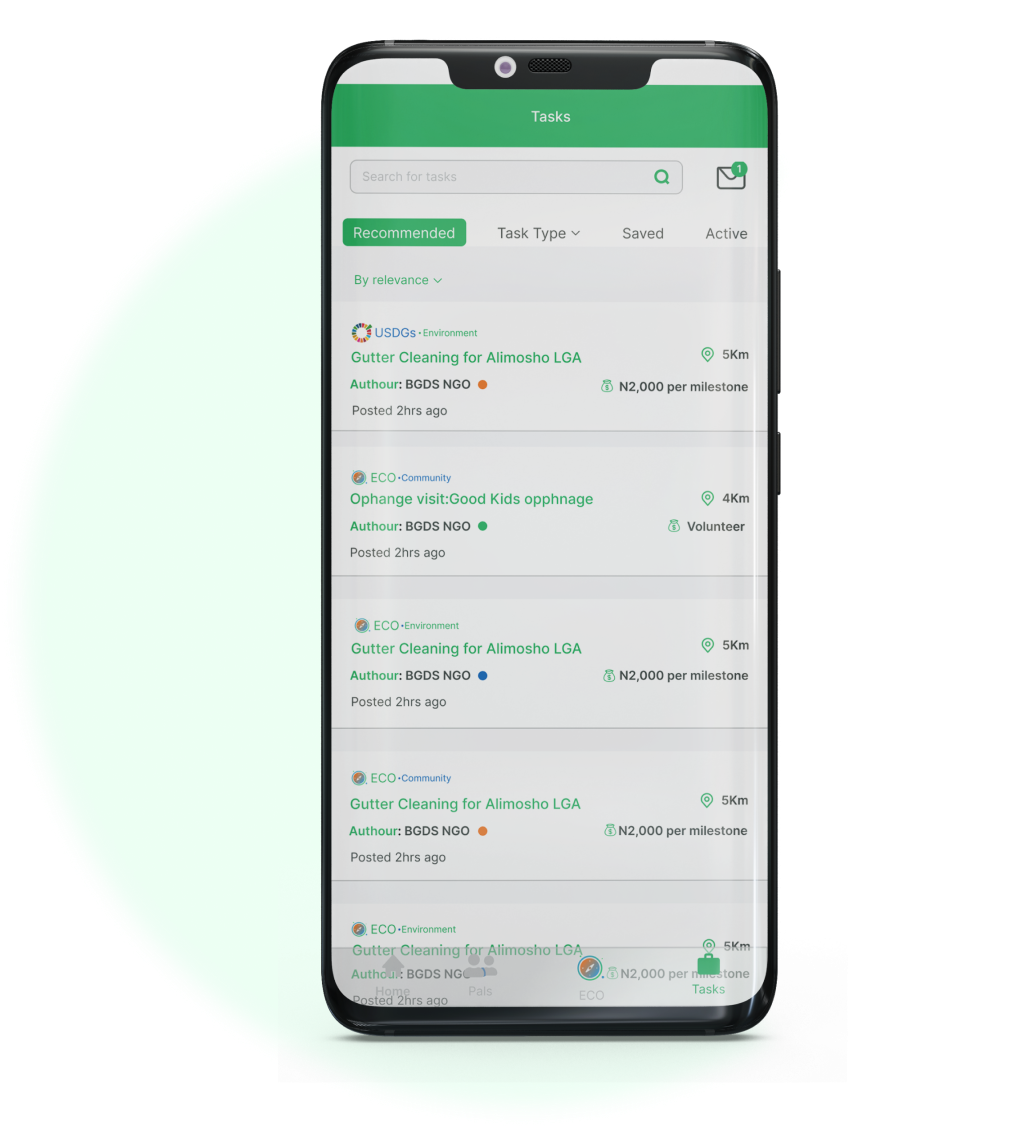 Tasks
Search for tasks
1
Recommended Task Type Saved Active
By relevance
USDGs • Environment
Gutter Cleaning for Alimosho LGA
5Km
Authour: BGDS NGO
N2,000 per milestone
Posted 2hrs ago
ECO •Community
Ophange visit:Good Kids opphnage
4Km
Authour: BGDS NGO
Volunteer
Posted 2hrs ago
ECO •Environment
Gutter Cleaning for Alimosho LGA
5Km
Authour: BGDS NGO
N2,000 per milestone
Posted 2hrs ago
ECO •Community
Gutter Cleaning for Alimosho LGA
5Km
Authour: BGDS NGO
N2,000 per milestone
Posted 2hrs ago
ECO •Environment
Gutter Cleaning for Alimosho LGA
5Km
Authour: BGDS NGO
N2,000 per milestone
Posted 2hrs ago
Home Pals ECO Tasks